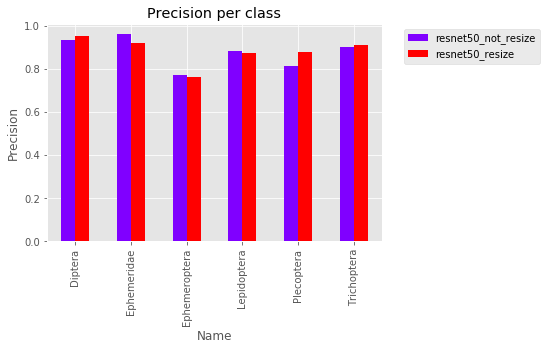 Precision per class
resnet50_not_resize
resnet50_resize
Precision
1.0
0.8
0.6
0.4
0.2
0.0
Diptera
Ephemeridae
Ephemeroptera
Lepidoptera
Plecoptera
Trichoptera
Name